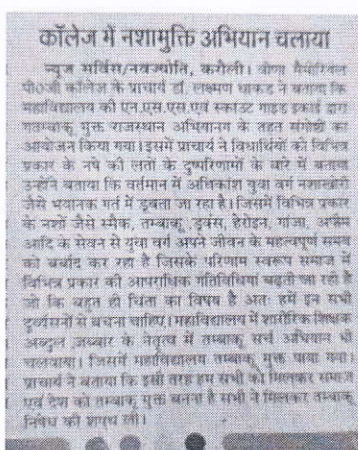 कॉलेज में नशामुक्ति अभियान चलाया
न्यूज सर्विस/नवज्योति, करौली। वीणा मैमोरियल
पी०जी कॉलेज के प्राचार्य डॉ. लक्ष्मण धाकड़ ने बताया कि
महाविद्यालय की एन.एस.एस एवं स्काउट गाइड इकाई द्वारा
तम्बाकू मुक्त राजस्थान अभियान के तहत संगोष्ठी का
आयोजन किया गया। इसमें प्राचार्य ने विधार्थियों को विभिन्न
प्रकार के नषे की लतों के दुष्परिणामों के बारे में बताया
उन्होंने बताया कि वर्तमान में अधिकांश युवा वर्ग नशाखोरी
जैसे भयानक गर्त में डूबता जा रहा है। जिसमें विभिन्न प्रकार
के नशों जैसे स्मैक, तम्बाकू, ड्रग्स, हेरोइन, गांजा, अफीम
आदि के सेवन से युवा वर्ग अपने जीवन के महत्वपूर्ण समय
को बर्बाद कर रहा है जिसके परिणाम स्वरूप समाज में
विभिन्न प्रकार की आपराधिक गतिविधियां बढ़ती जा रही है
जो कि बहुत ही चिंता का विषय है अतः हमें इन सभी
दुर्व्यसनों से बचना चाहिए। महाविद्यालय में शारीरिक शिक्षक
अब्दुल जब्बार के नेतृत्व में तम्बाकू सर्च अभियान भी
चलवाया। जिसमें महाविद्यालय तम्बाकू मुक्त पाया गया।
प्राचार्य ने बताया कि इसी तरह हम सभी को मिलकर समाज
एवं देश को तम्बाकू मुक्त बनाना है सभी ने मिलकर तम्बाकू
निषेध की शपथ ली।